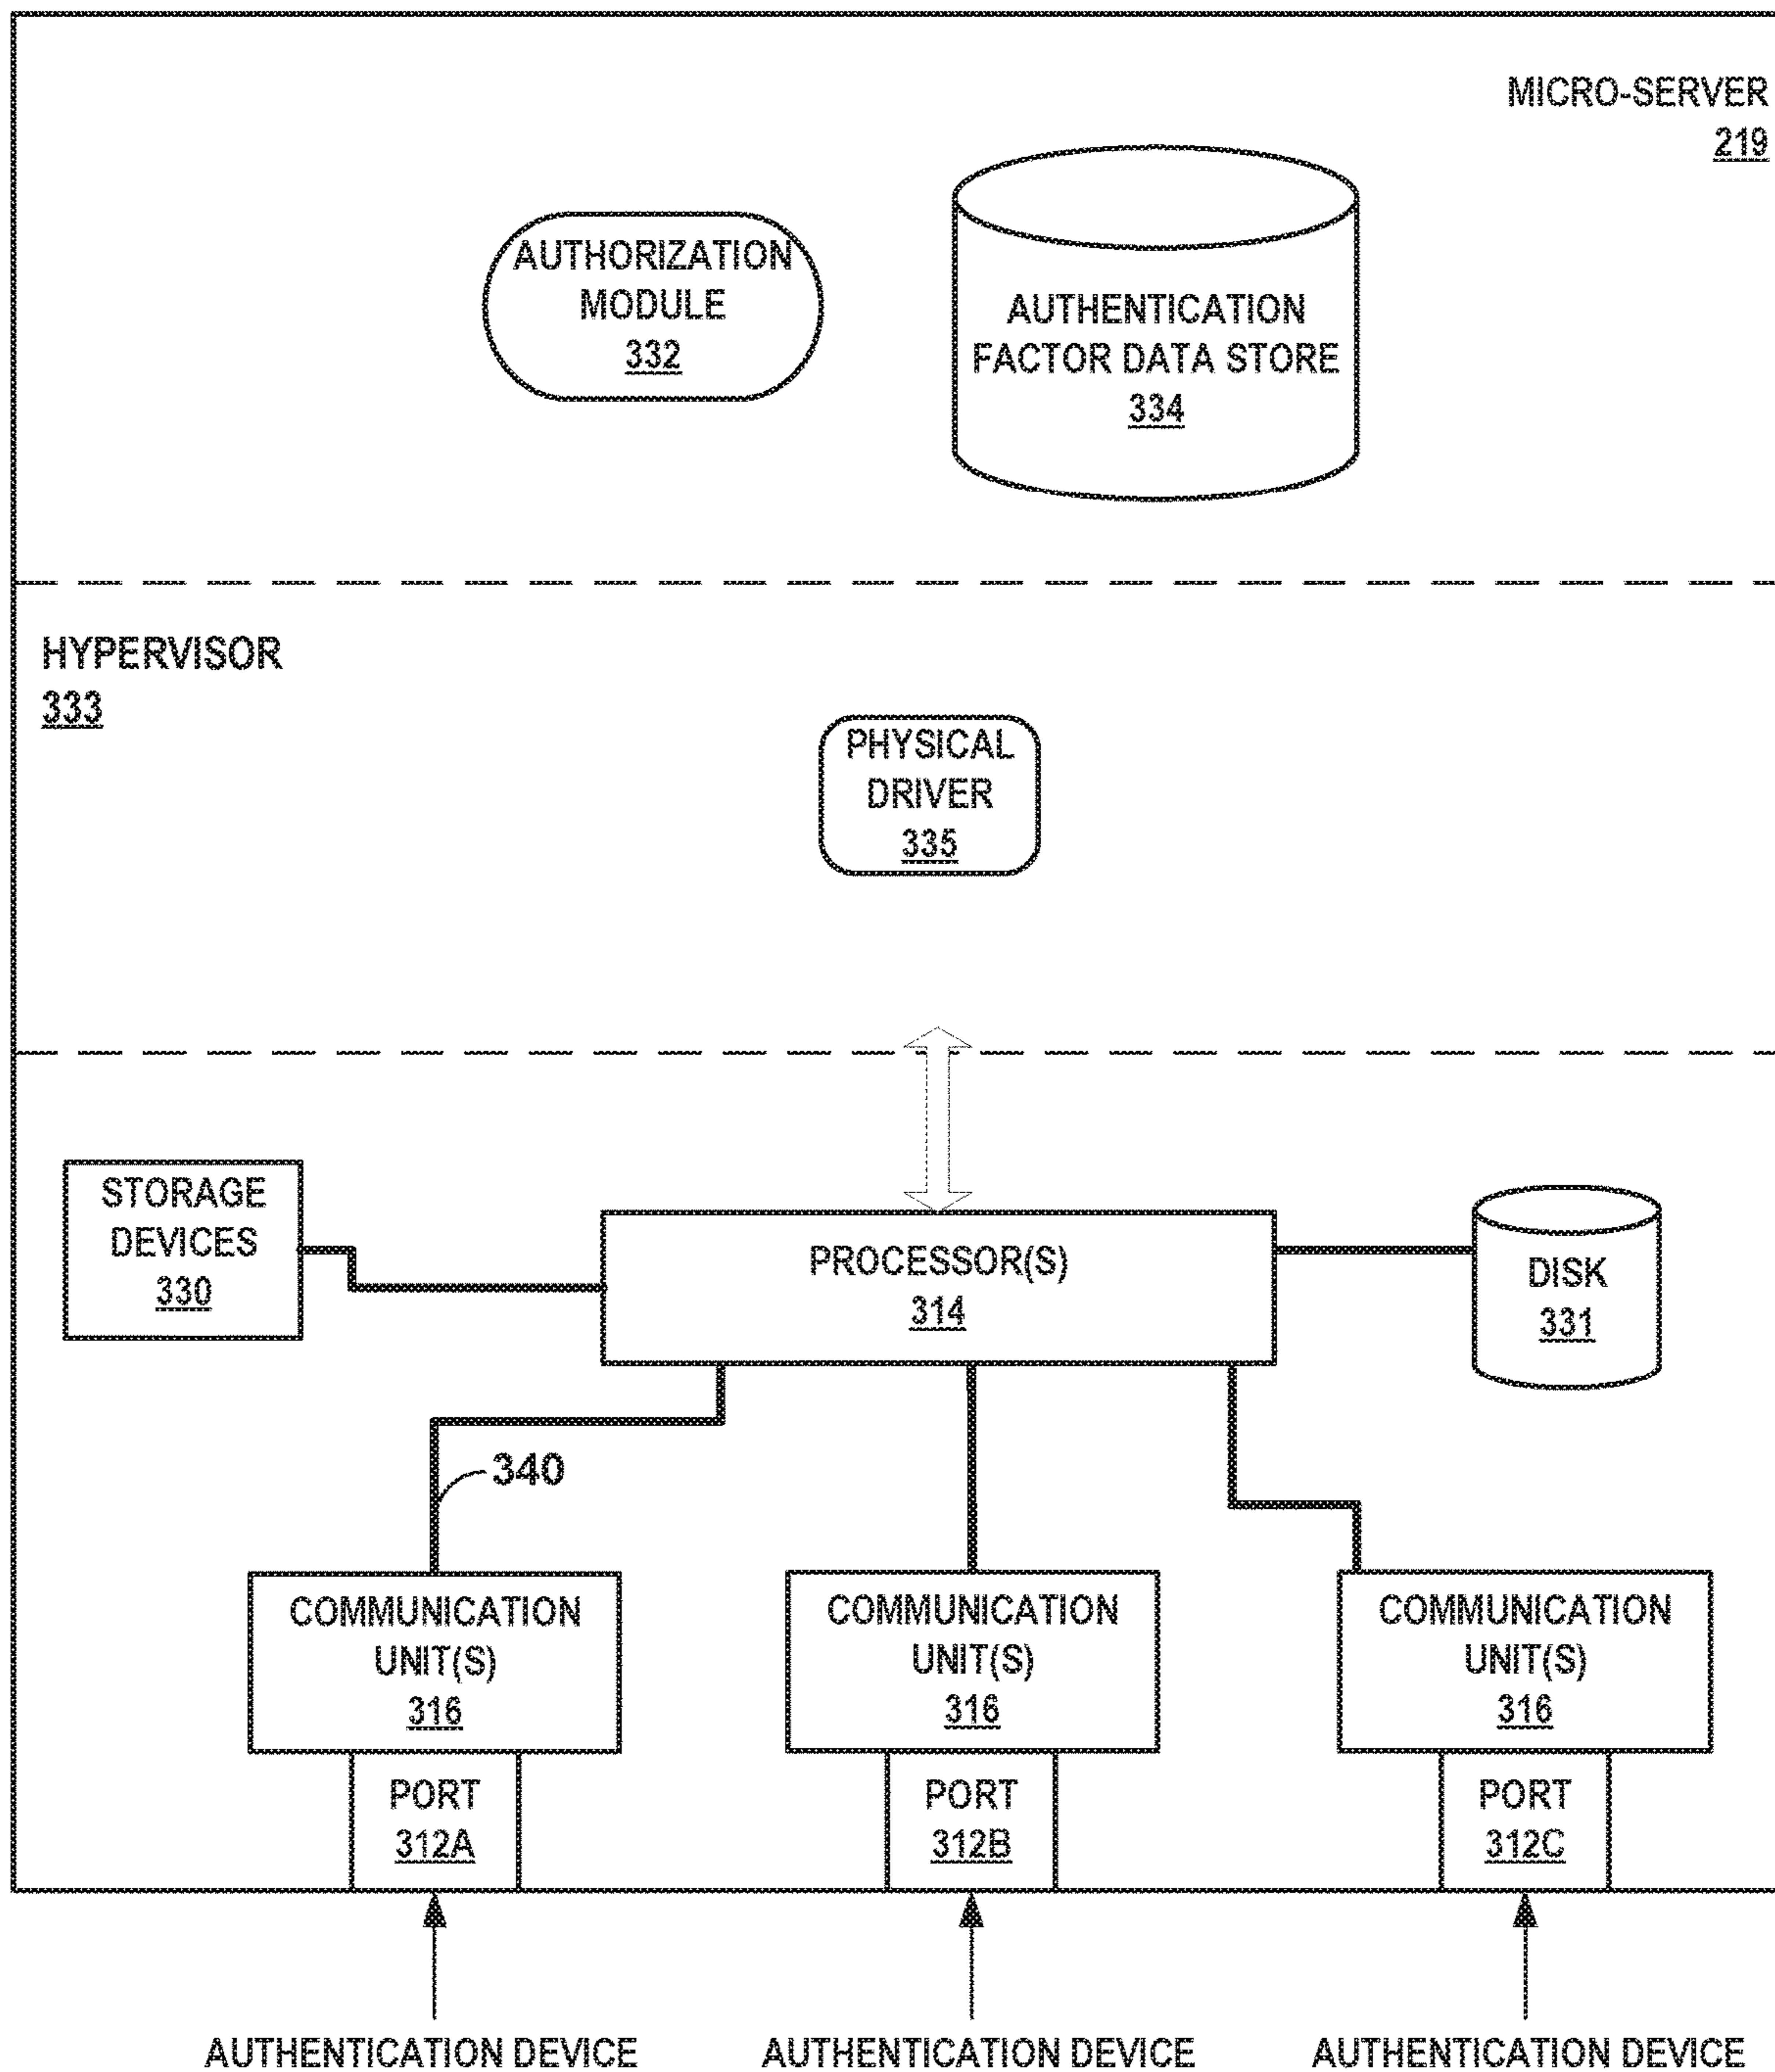 MICRO-SERVER
219
AUTHORIZATION
MODULE
332
AUTHENTICATION
FACTOR DATA STORE
334
HYPERVISOR
333
PHYSICAL
DRIVER
335
STORAGE
DEVICES
330
PROCESSOR(S)
314
DISK
331
340
COMMUNICATION
UNIT(S)
316
COMMUNICATION
UNIT(S)
316
COMMUNICATION
UNIT(S)
316
PORT
312A
PORT
312B
PORT
312C
AUTHENTICATION DEVICE
AUTHENTICATION DEVICE
AUTHENTICATION DEVICE